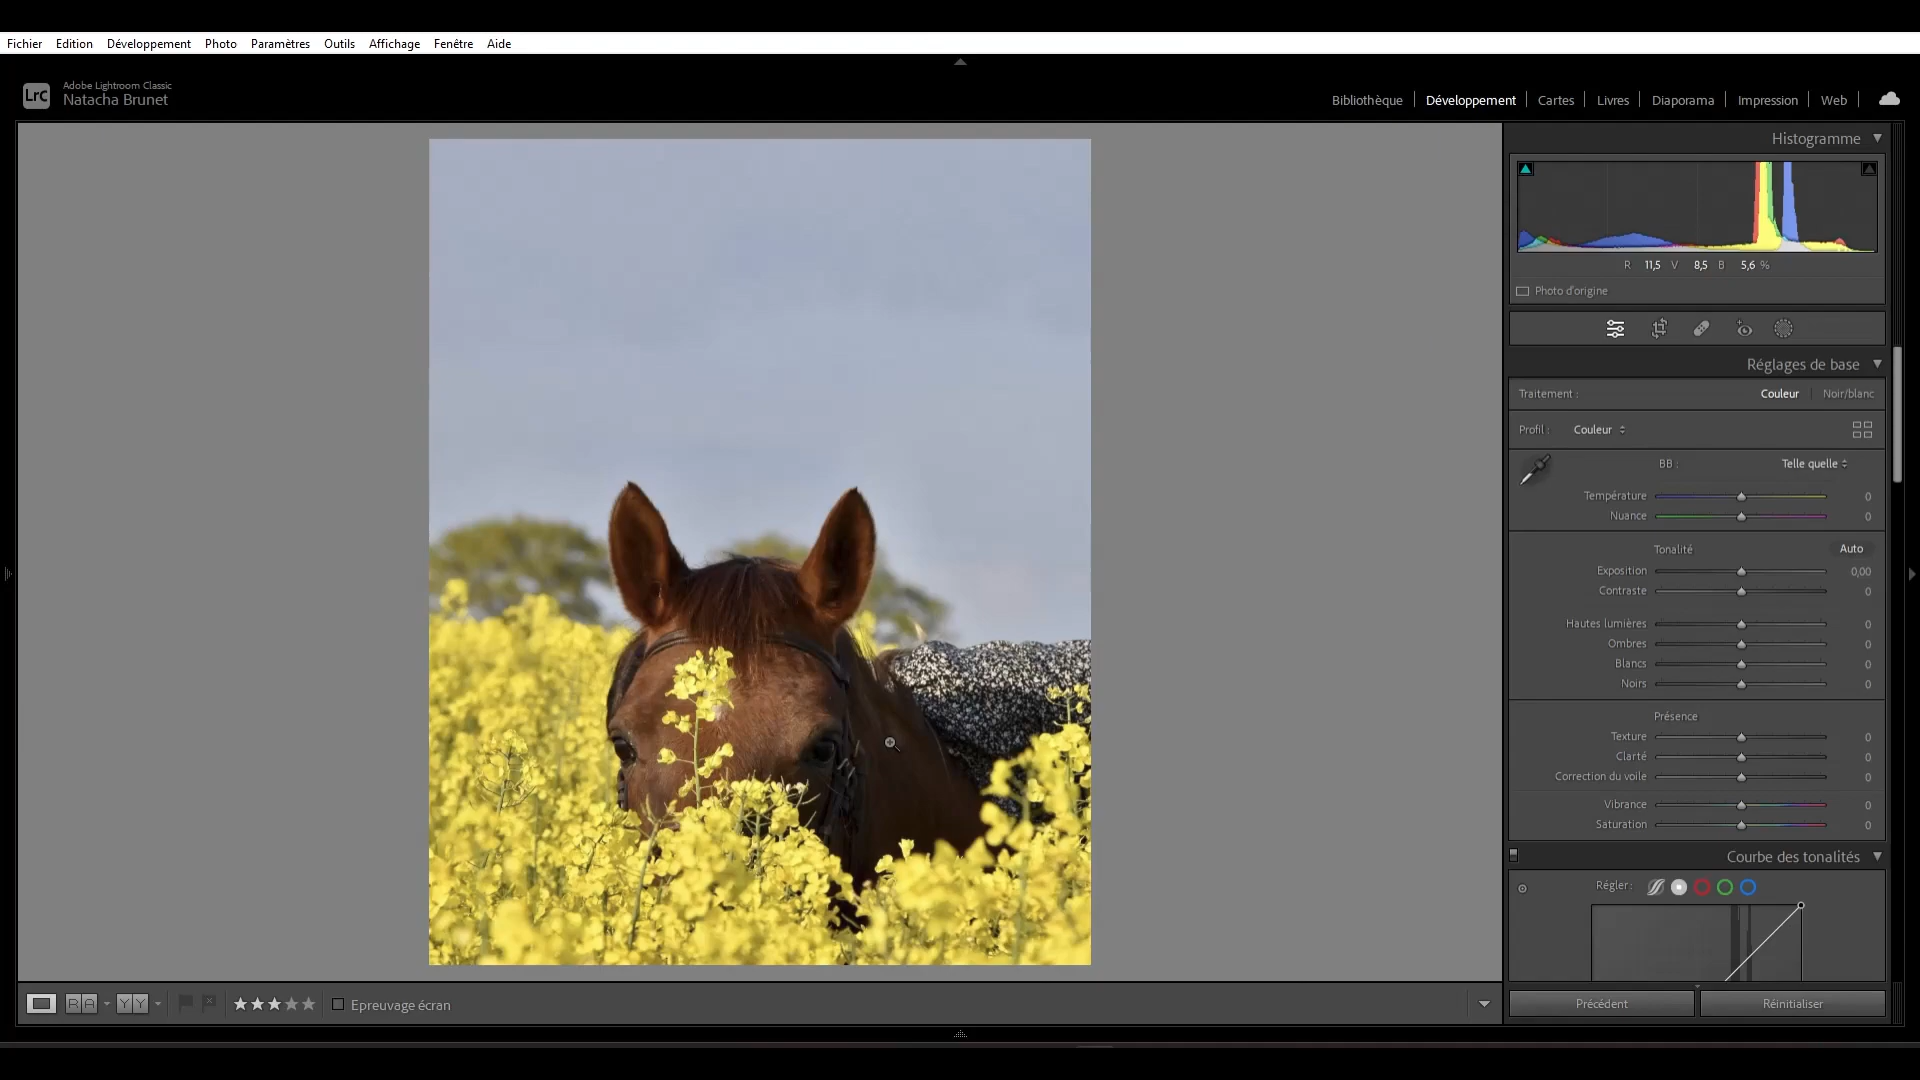 Fichier Edition Développement Photo Paramètres Outils Affichage Fenêtre Aide
LrC
Adobe Lightroom Classic
Natacha Brunet
Bibliothèque Développement Cartes Livres Diaporama Impression Web
Histogramme
R 11,5 V 8,5 B 5,6 %
Photo d'origine
Réglages de base
Traitement : Couleur Noir/blanc
Profil : Couleur
BB : Telle quelle
Température 0
Nuance 0
Tonalité Auto
Exposition 0,00
Contraste 0
Hautes lumières 0
Ombres 0
Blancs 0
Noirs 0
Présence
Texture 0
Clarté 0
Correction du voile 0
Vibrance 0
Saturation 0
Courbe des tonalités
Régler :
R A Y Y Epreuvage écran
Précédent Réinitialiser